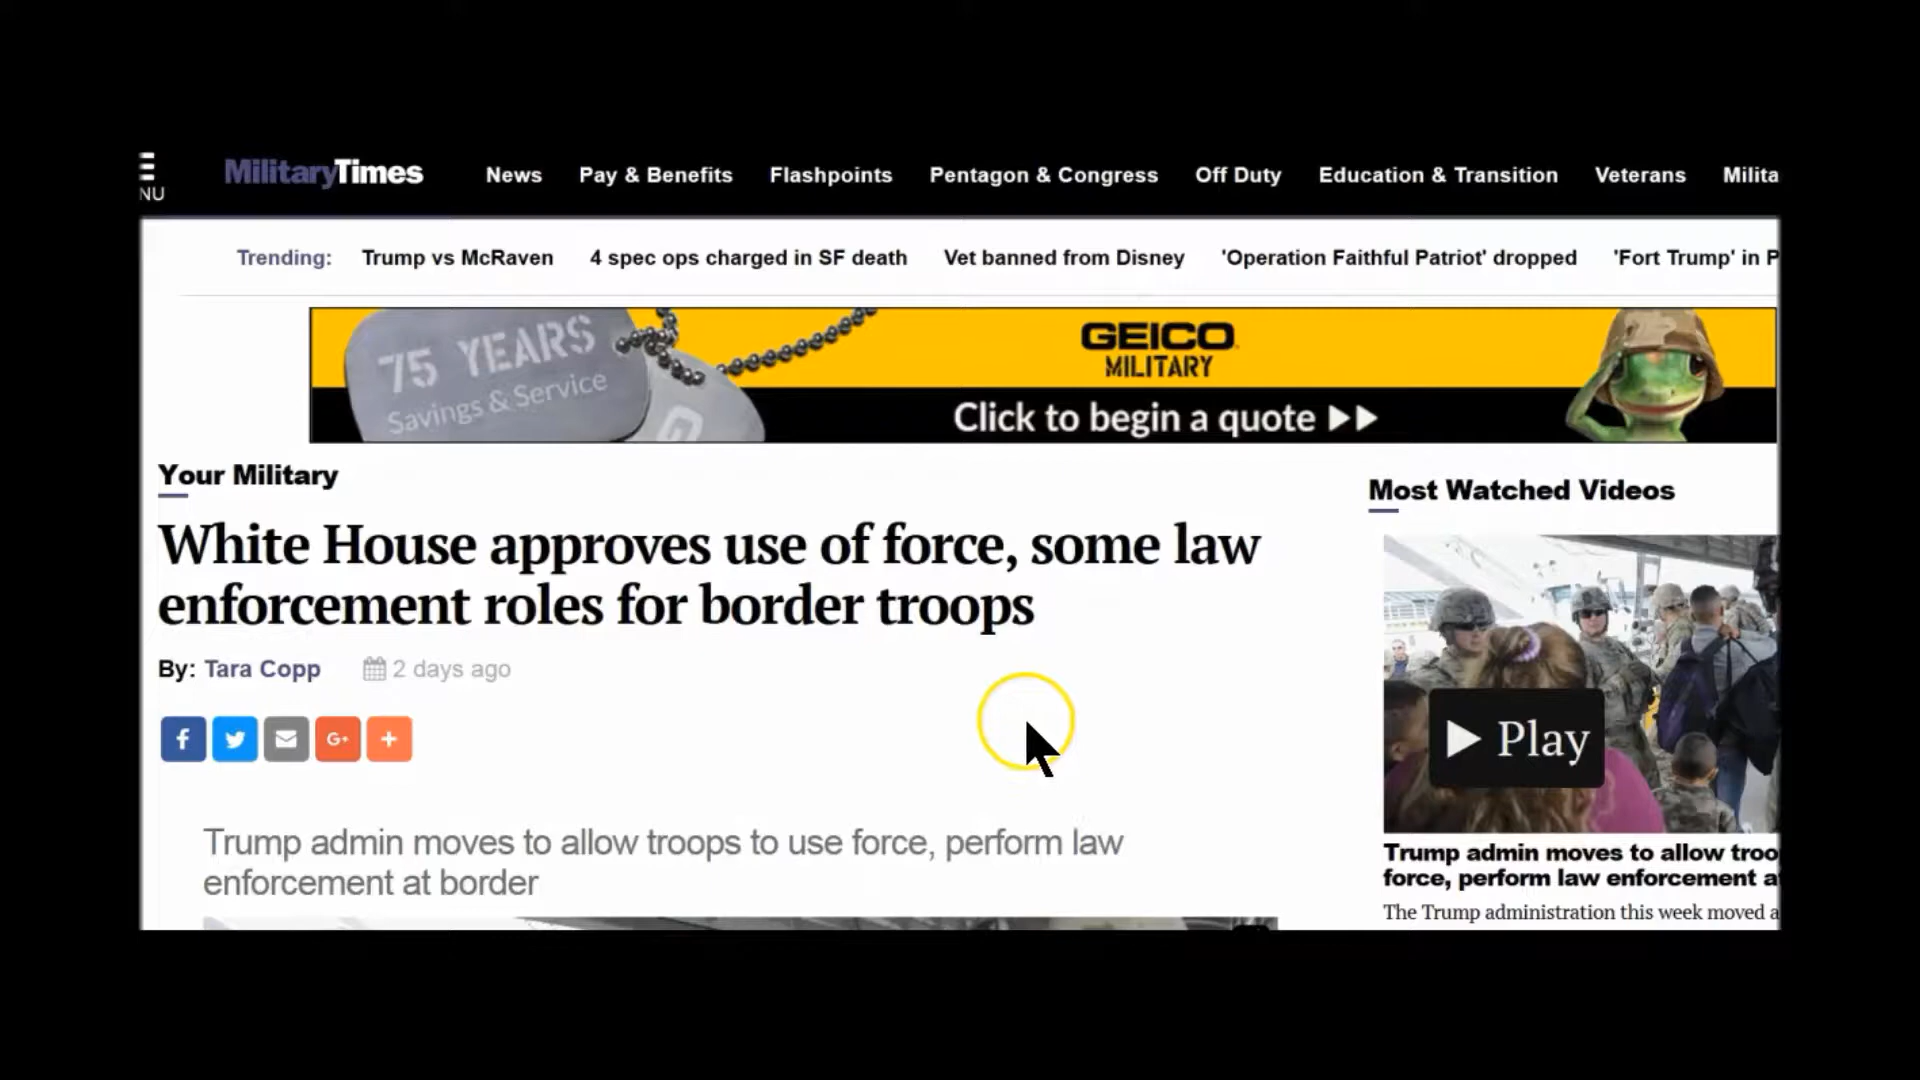 NU
MilitaryTimes
News
Pay & Benefits
Flashpoints
Pentagon & Congress
Off Duty
Education & Transition
Veterans
Milita
Trending:
Trump vs McRaven
4 spec ops charged in SF death
Vet banned from Disney
'Operation Faithful Patriot' dropped
'Fort Trump' in P
75 YEARS
Savings & Service
G
GEICO
MILITARY
Click to begin a quote
Your Military
White House approves use of force, some law
enforcement roles for border troops
By: Tara Copp
2 days ago
f
G+
+
Trump admin moves to allow troops to use force, perform law
enforcement at border
Most Watched Videos
Play
Trump admin moves to allow troo
force, perform law enforcement a
The Trump administration this week moved a